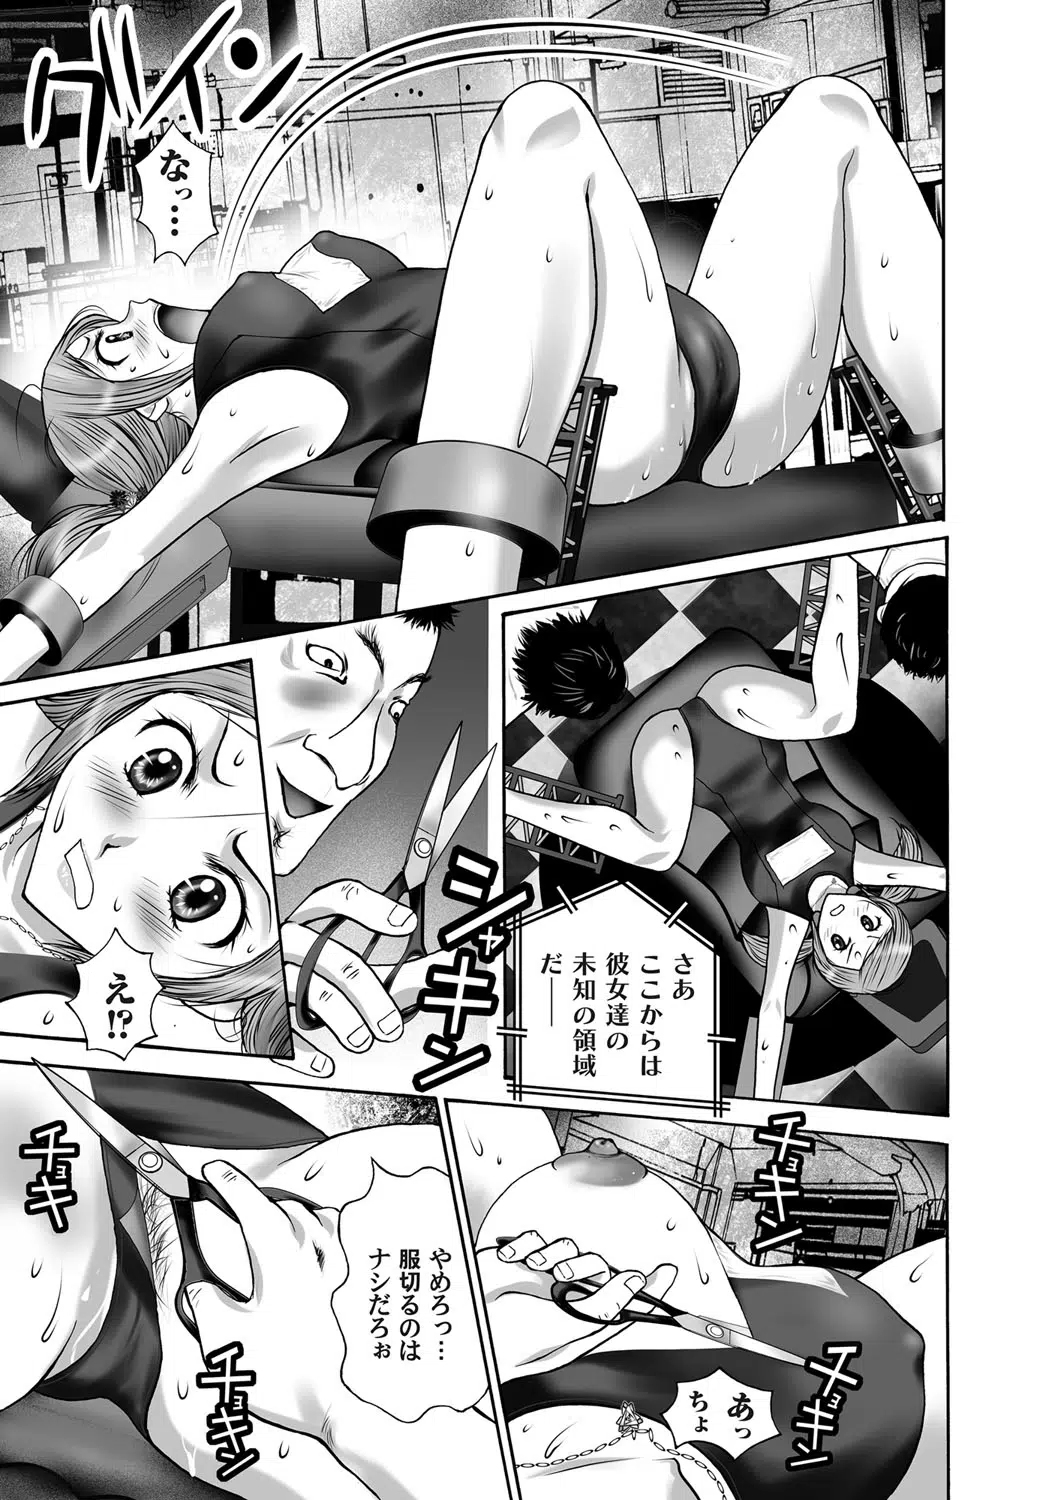 グイン
なっ…
さあ
ここからは
彼女達の
未知の領域
だ──
シャキン
え!?
チョキン
チョキン
あっ
ちょ
やめろっ…
服切るのは
ナシだろぉ
チョキ
チョキン